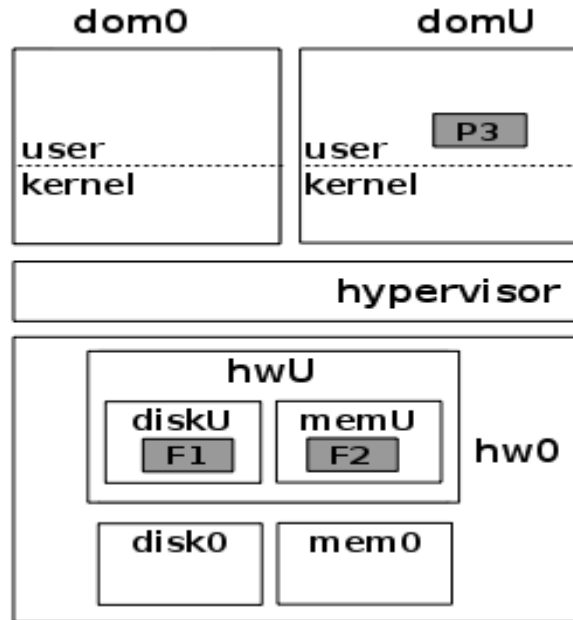 dom0 domU
P3
user user
kernel kernel
hypervisor
hwU
diskU memU
F1 F2
hw0
disk0 mem0